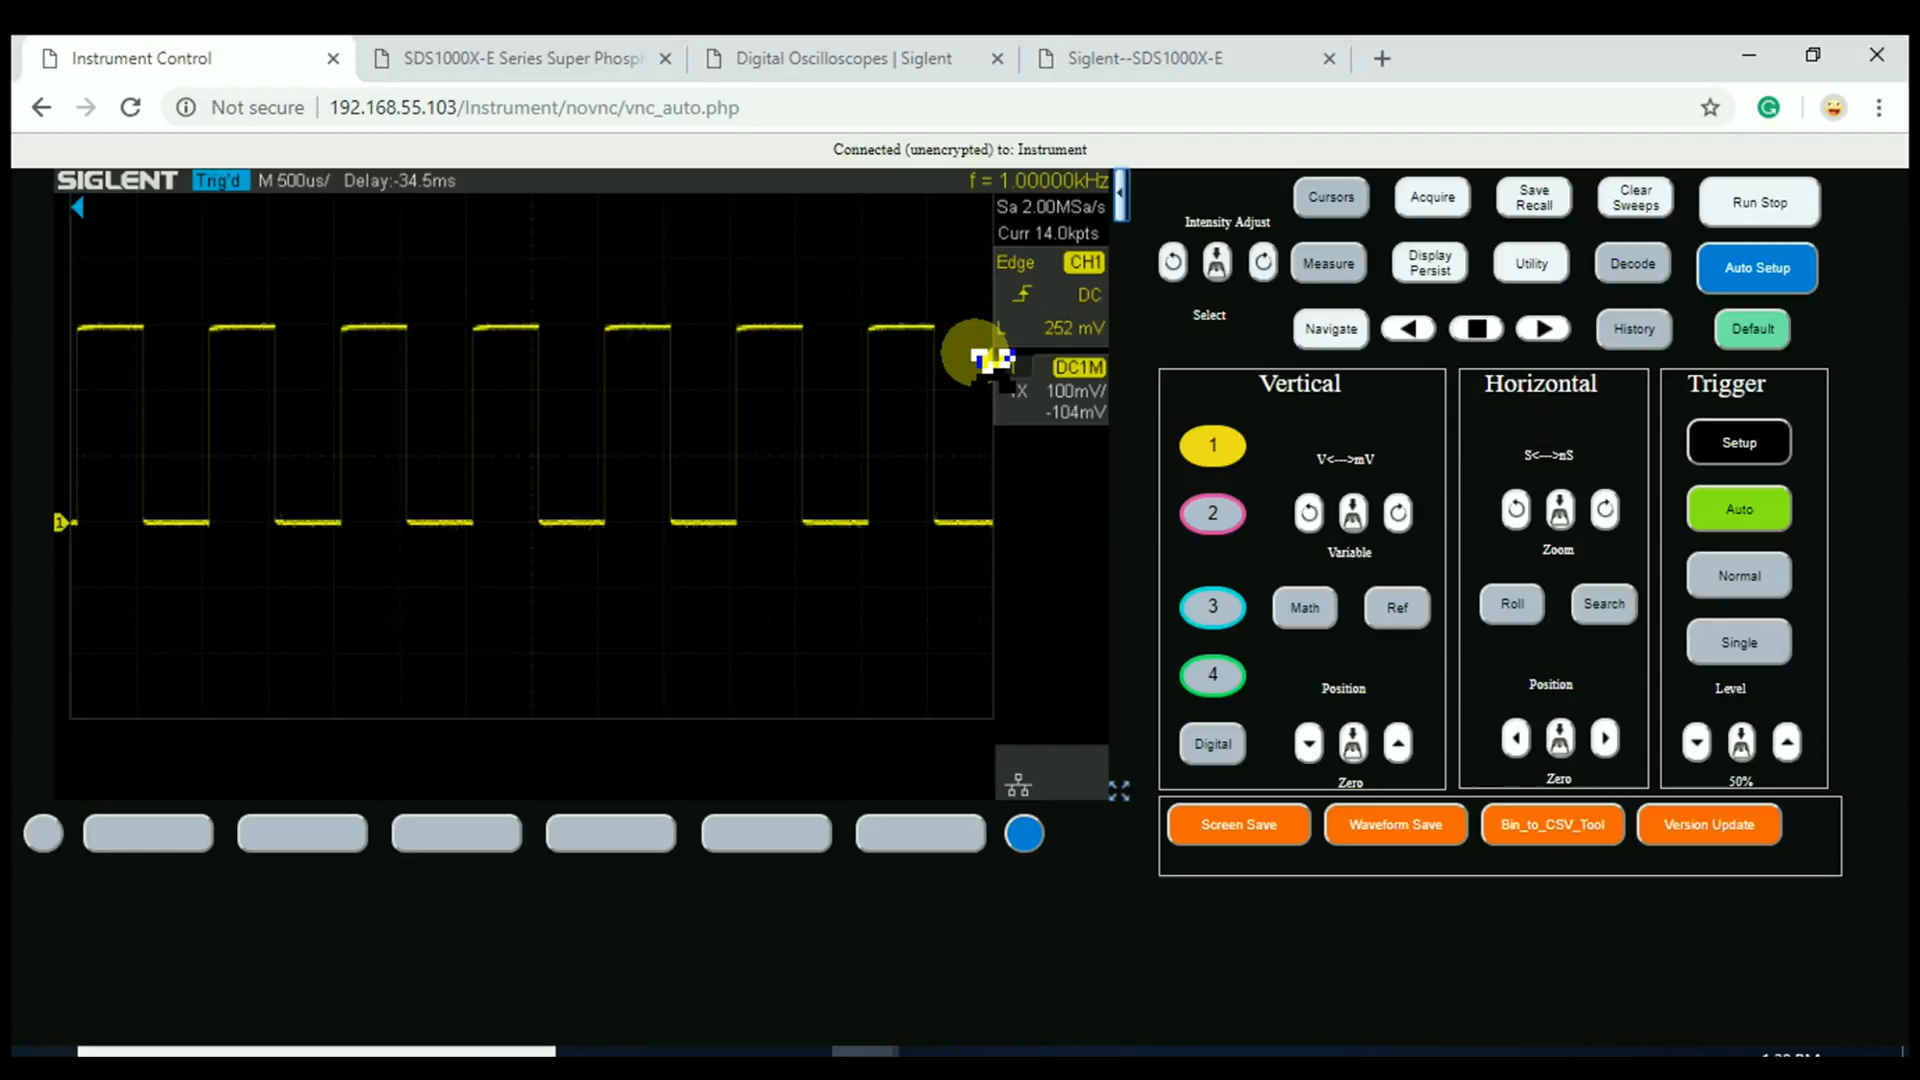 Instrument Control
SDS1000X-E Series Super Phosph
Digital Oscilloscopes | Siglent
Siglent--SDS1000X-E
Not secure
192.168.55.103/Instrument/novnc/vnc_auto.php
Connected (unencrypted) to: Instrument
SIGLENT
Trig'd
M 500us/
Delay:-34.5ms
f = 1.00000kHz
Sa 2.00MSa/s
Curr 14.0kpts
Edge
CH1
DC
L
252 mV
DC1M
X
100mV/
-104mV
1
Intensity Adjust
Select
Cursors
Acquire
Save
Recall
Clear
Sweeps
Run Stop
Measure
Display
Persist
Utility
Decode
Auto Setup
Navigate
History
Default
Vertical
1
V<--->mV
2
Variable
3
Math
Ref
4
Position
Digital
Zero
Horizontal
S<--->nS
Zoom
Roll
Search
Position
Zero
Trigger
Setup
Auto
Normal
Single
Level
50%
Screen Save
Waveform Save
Bin_to_CSV_Tool
Version Update